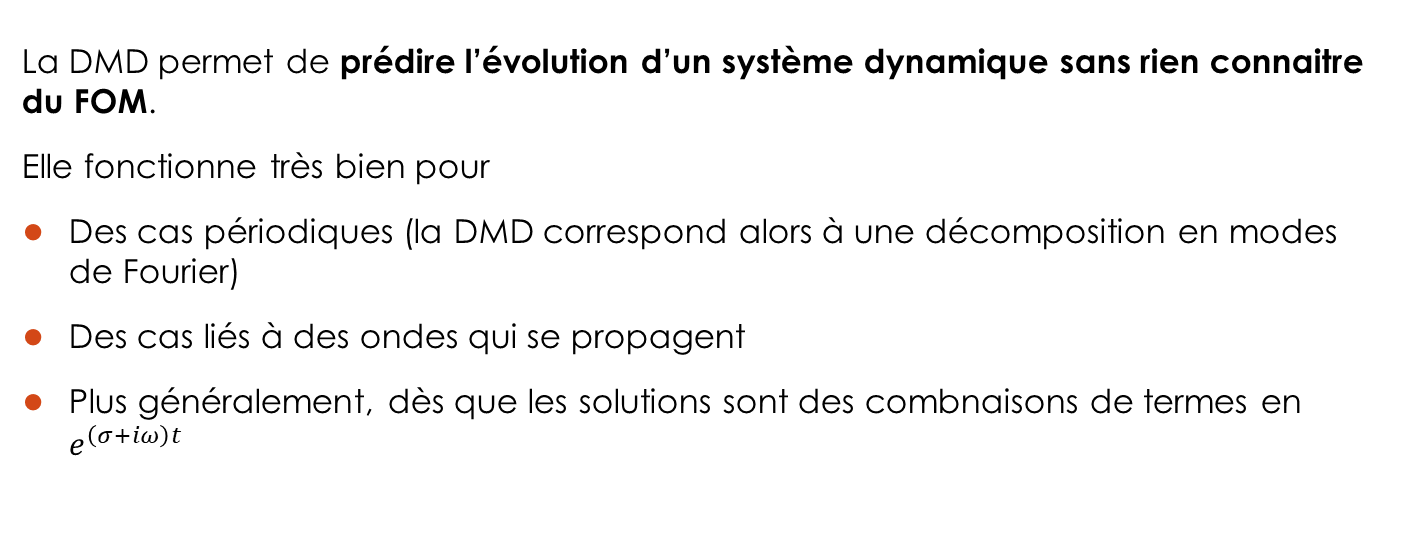 La DMD permet de prédire l’évolution d’un système dynamique sans rien connaitre
du FOM.
Elle fonctionne très bien pour
● Des cas périodiques (la DMD correspond alors à une décomposition en modes
de Fourier)
● Des cas liés à des ondes qui se propagent
● Plus généralement, dès que les solutions sont des combnaisons de termes en
e^{(σ+iω)t}